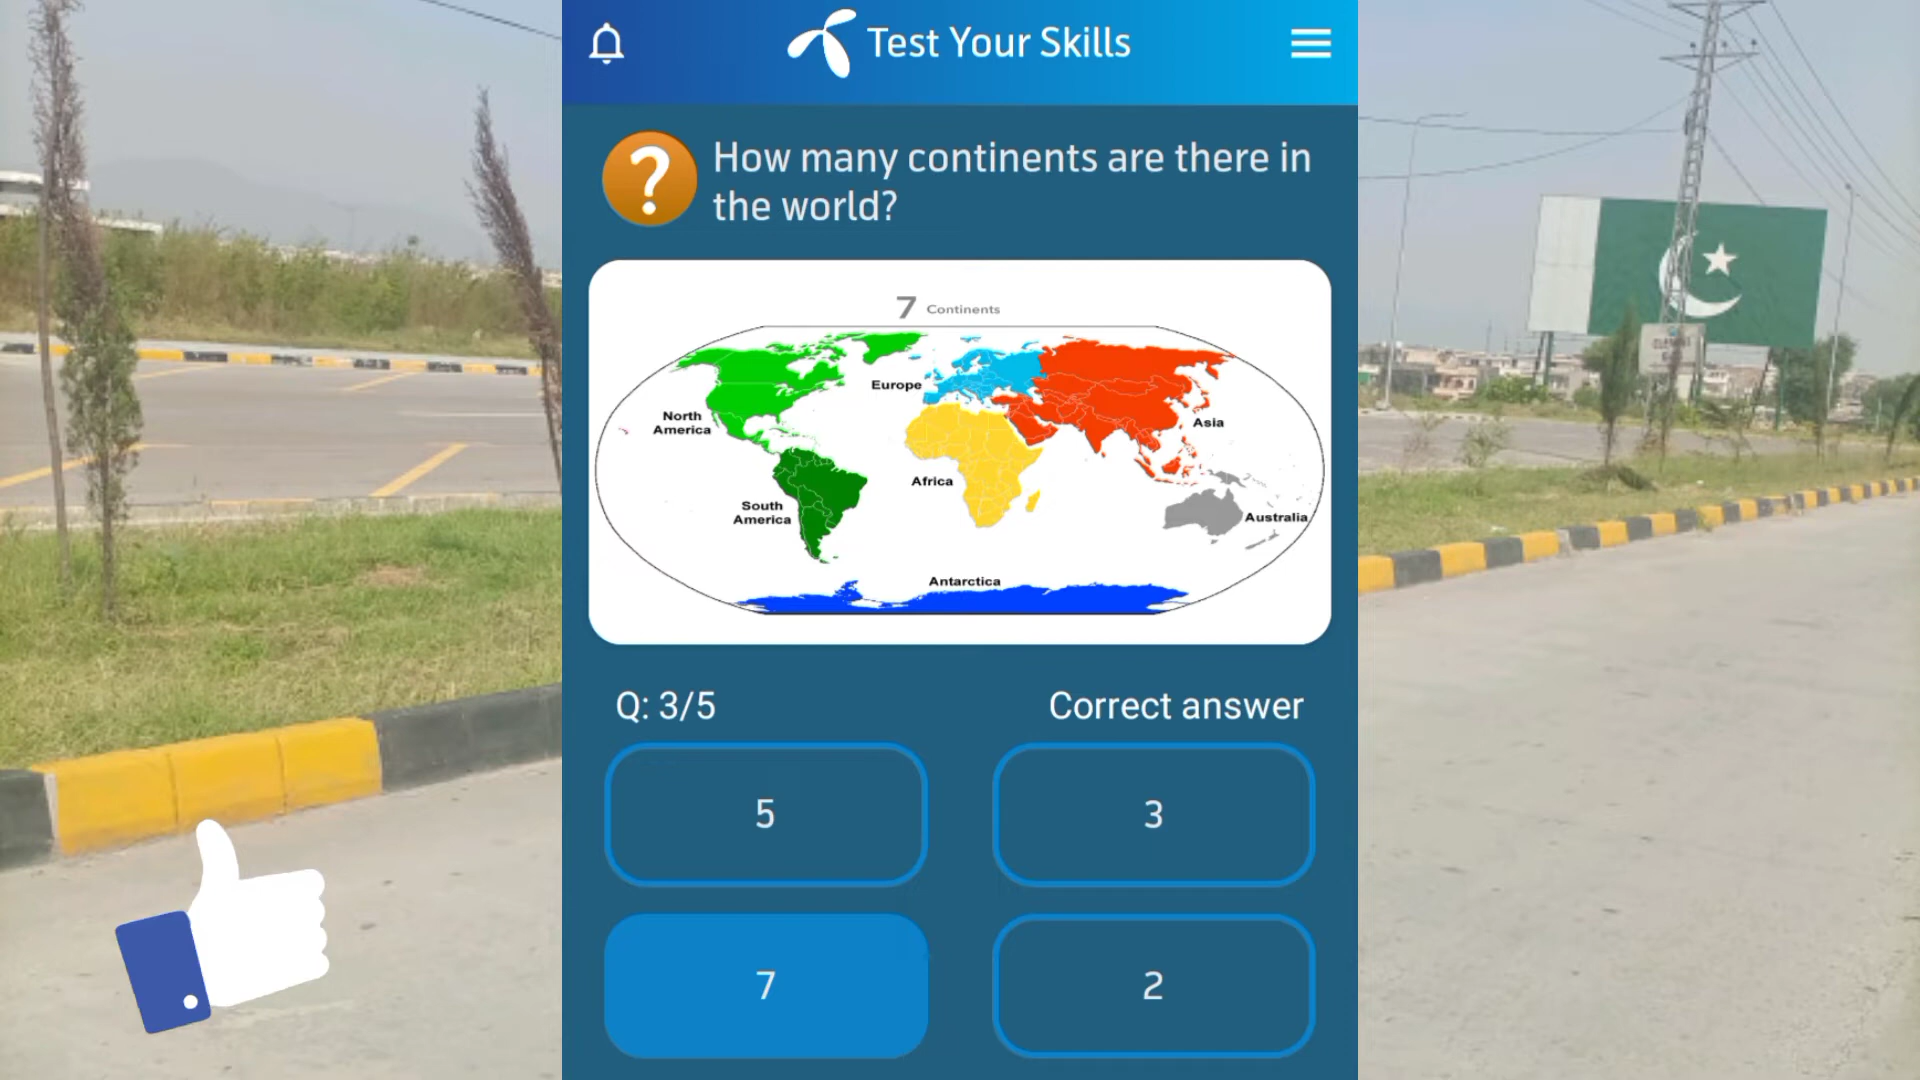 Test Your Skills
How many continents are there in
the world?
7 Continents
Europe
North
America
Asia
Africa
South
America
Australia
Antarctica
Q: 3/5
Correct answer
5
3
7
2